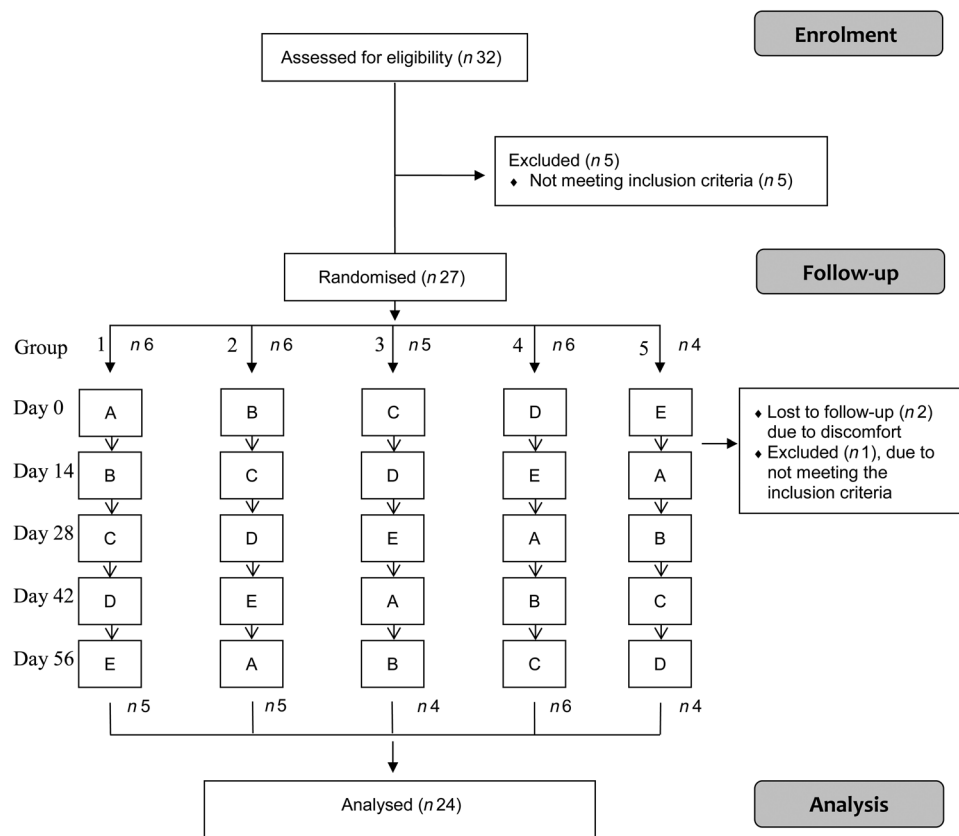 Enrolment
Assessed for eligibility (n 32)
Excluded (n 5)
♦ Not meeting inclusion criteria (n 5)
Follow-up
Randomised (n 27)
Group 1 n 6 2 n 6 3 n 5 4 n 6 5 n 4
Day 0 A B C D E
♦ Lost to follow-up (n 2)
due to discomfort
♦ Excluded (n 1), due to
not meeting the
inclusion criteria
Day 14 B C D E A
Day 28 C D E A B
Day 42 D E A B C
Day 56 E A B C D
n 5 n 5 n 4 n 6 n 4
Analysed (n 24)
Analysis